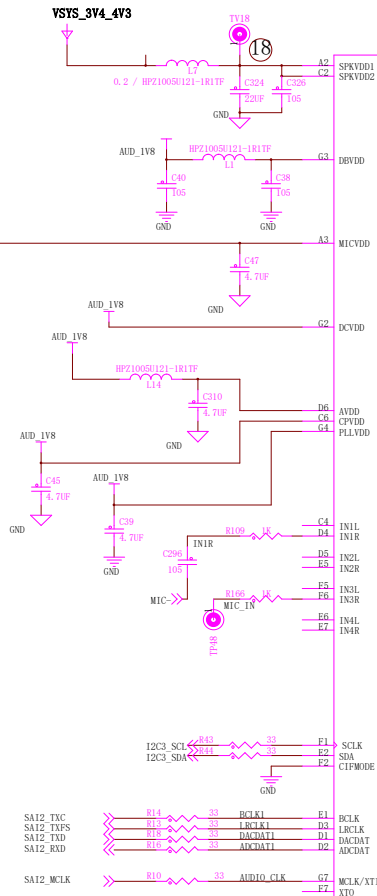 VSYS_3V4_4V3
TV18
1
18
L7
0.2 / HPZ1005U121-1R1TF
C324
22UF
C326
105
GND
A2
C2
SPKVDD1
SPKVDD2
AUD_1V8
HPZ1005U121-1R1TF
L1
G3
DBVDD
C40
105
C38
105
GND
GND
A3
MICVDD
C47
4.7UF
GND
AUD_1V8
G2
DCVDD
AUD_1V8
HPZ1005U121-1R1TF
L14
C310
4.7UF
GND
D6
C6
G4
AVDD
CPVDD
PLLVDD
AUD_1V8
C45
4.7UF
GND
AUD_1V8
C39
4.7UF
GND
IN1R
C296
105
MIC-
R109
1K
C4
D4
IN1L
IN1R
D5
E5
IN2L
IN2R
R166
1K
MIC_IN
1
TP48
F5
F6
IN3L
IN3R
E6
E7
IN4L
IN4R
I2C3_SCL
R43
33
F1
SCLK
I2C3_SDA
R44
33
E2
SDA
F2
CIFMODE
GND
SAI2_TXC
R14
33
BCLK1
E1
BCLK
SAI2_TXFS
R13
33
LRCLK1
D3
LRCLK
SAI2_TXD
R18
33
DACDAT1
D1
DACDAT
SAI2_RXD
R16
33
ADCDAT1
D2
ADCDAT
SAI2_MCLK
R10
33
AUDIO_CLK
G7
MCLK/XTI
F7
XTO